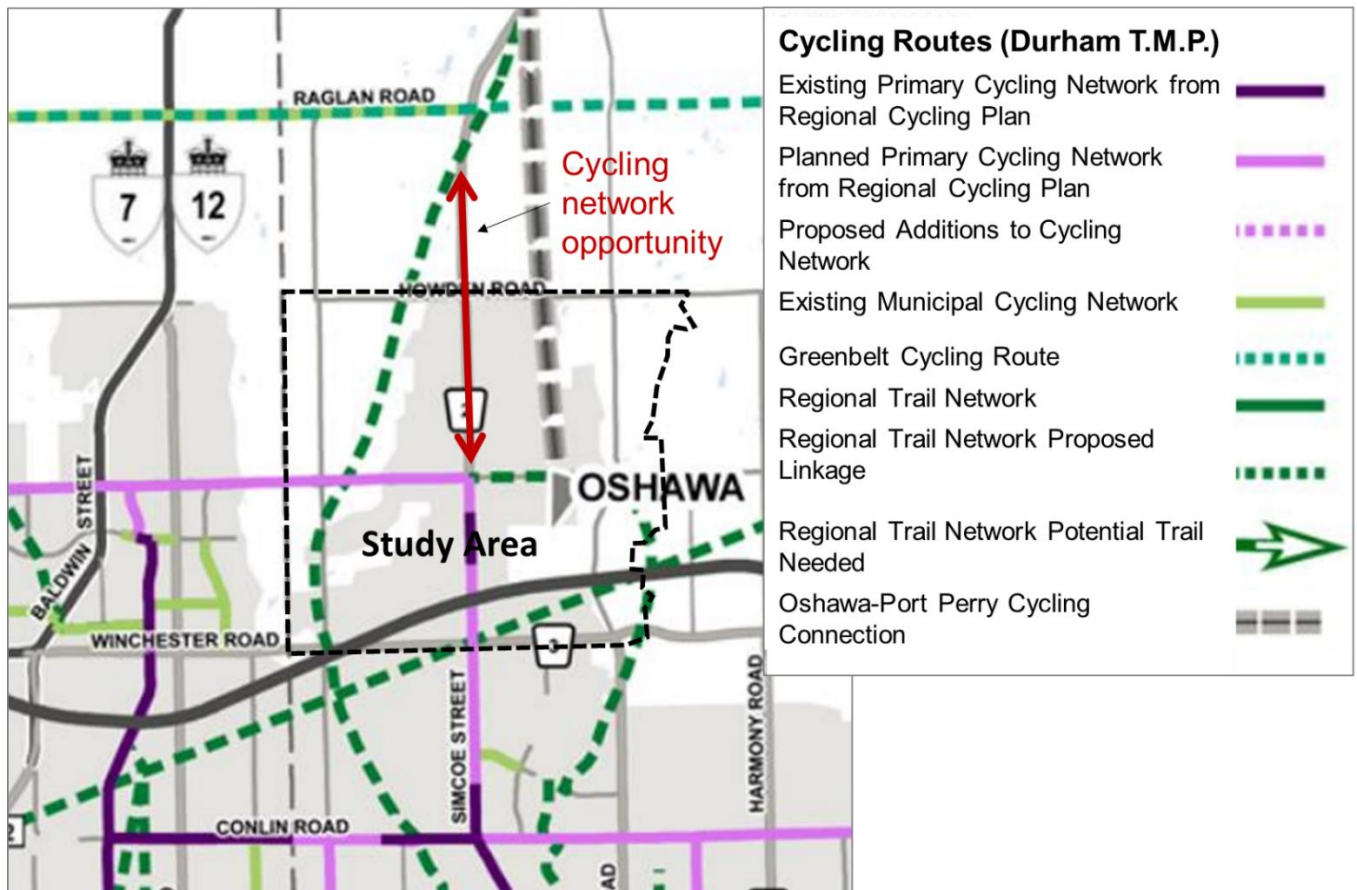 RAGLAN ROAD
7
12
Cycling
network
opportunity
HOWDEN ROAD
2
OSHAWA
Study Area
BALDWIN STREET
WINCHESTER ROAD
3
SIMCOE STREET
HARMONY ROAD
CONLIN ROAD
AD
Cycling Routes (Durham T.M.P.)
Existing Primary Cycling Network from
Regional Cycling Plan
Planned Primary Cycling Network
from Regional Cycling Plan
Proposed Additions to Cycling
Network
Existing Municipal Cycling Network
Greenbelt Cycling Route
Regional Trail Network
Regional Trail Network Proposed
Linkage
Regional Trail Network Potential Trail
Needed
Oshawa-Port Perry Cycling
Connection